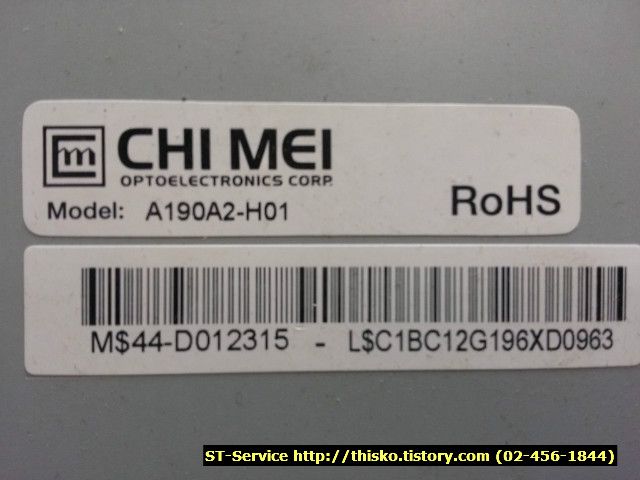 CHI MEI
OPTOELECTRONICS CORP.
Model: A190A2-H01
RoHS
M$44-D012315 - L$C1BC12G196XD0963
ST-Service http://thisko.tistory.com (02-456-1844)